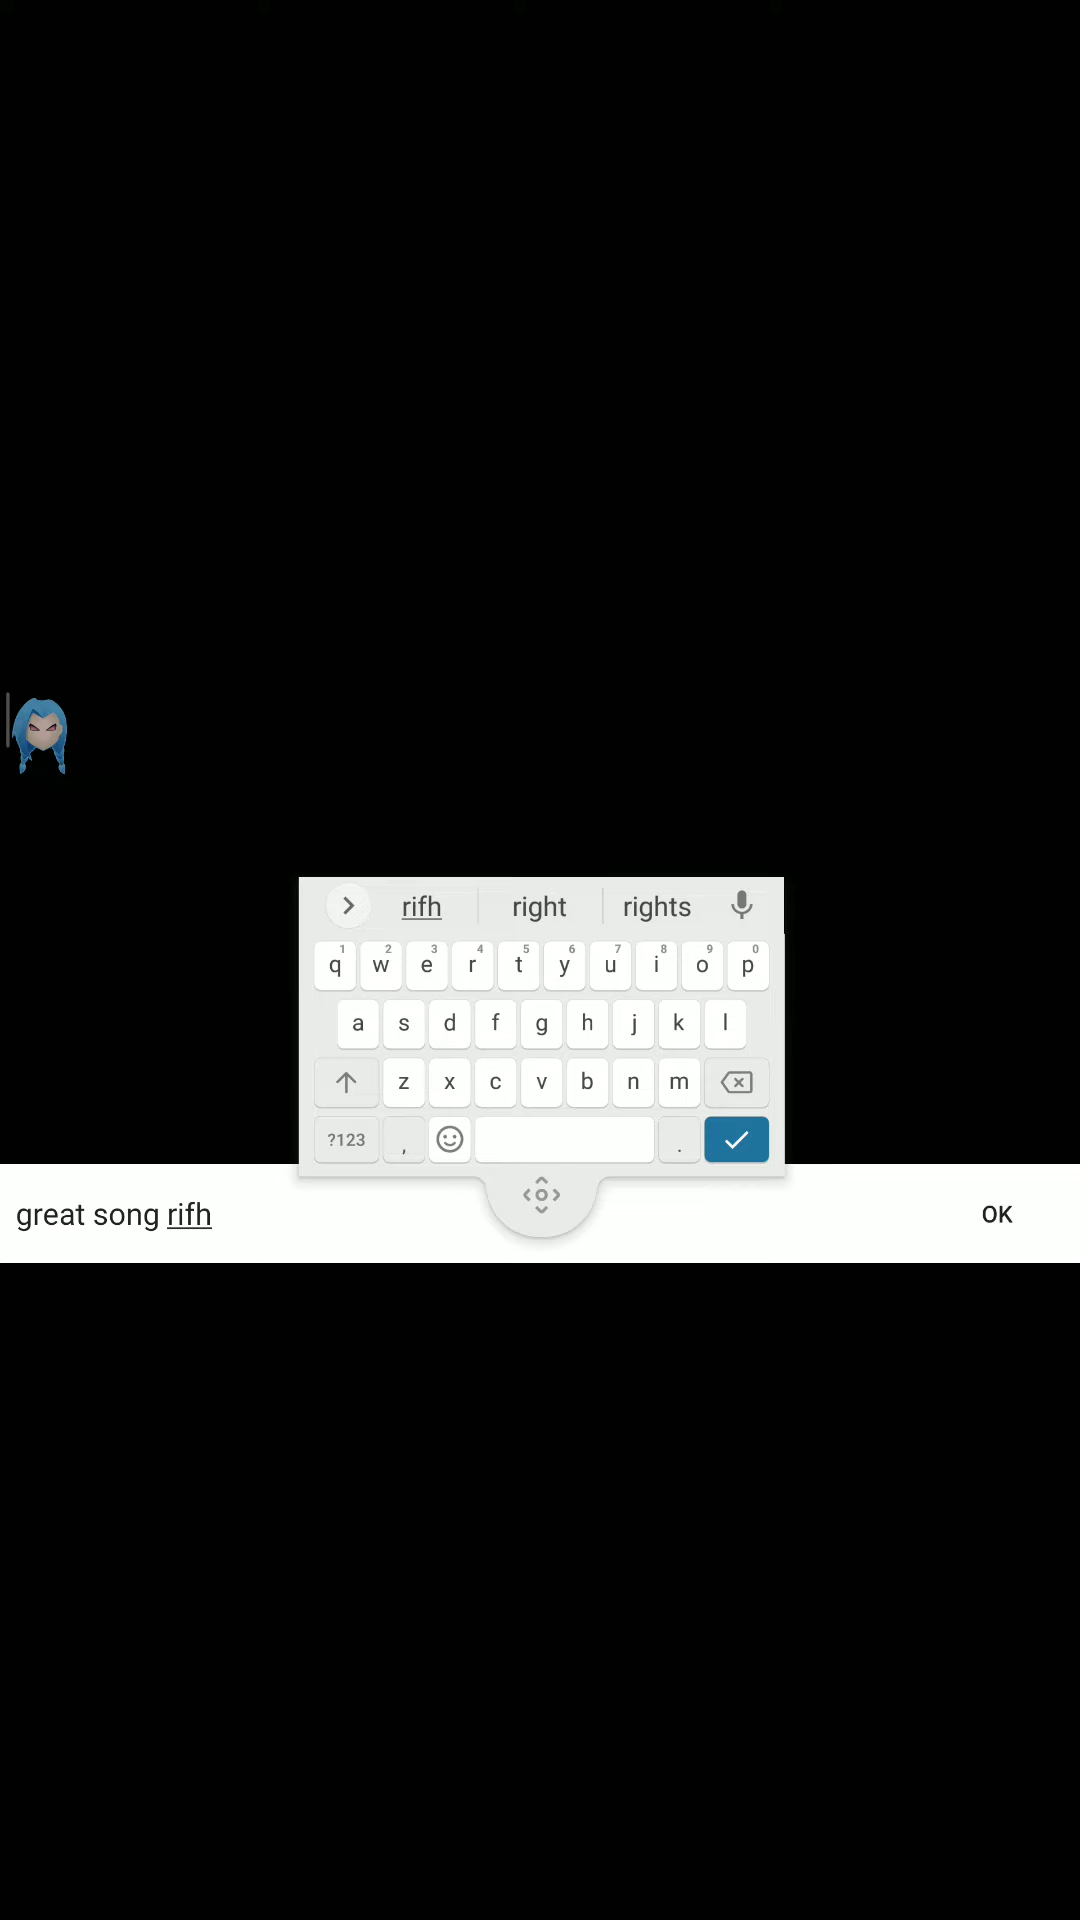 rifh right rights
1 2 3 4 5 6 7 8 9 0
q w e r t y u i o p
a s d f g h j k l
z x c v b n m
?123 , .
great song rifh OK